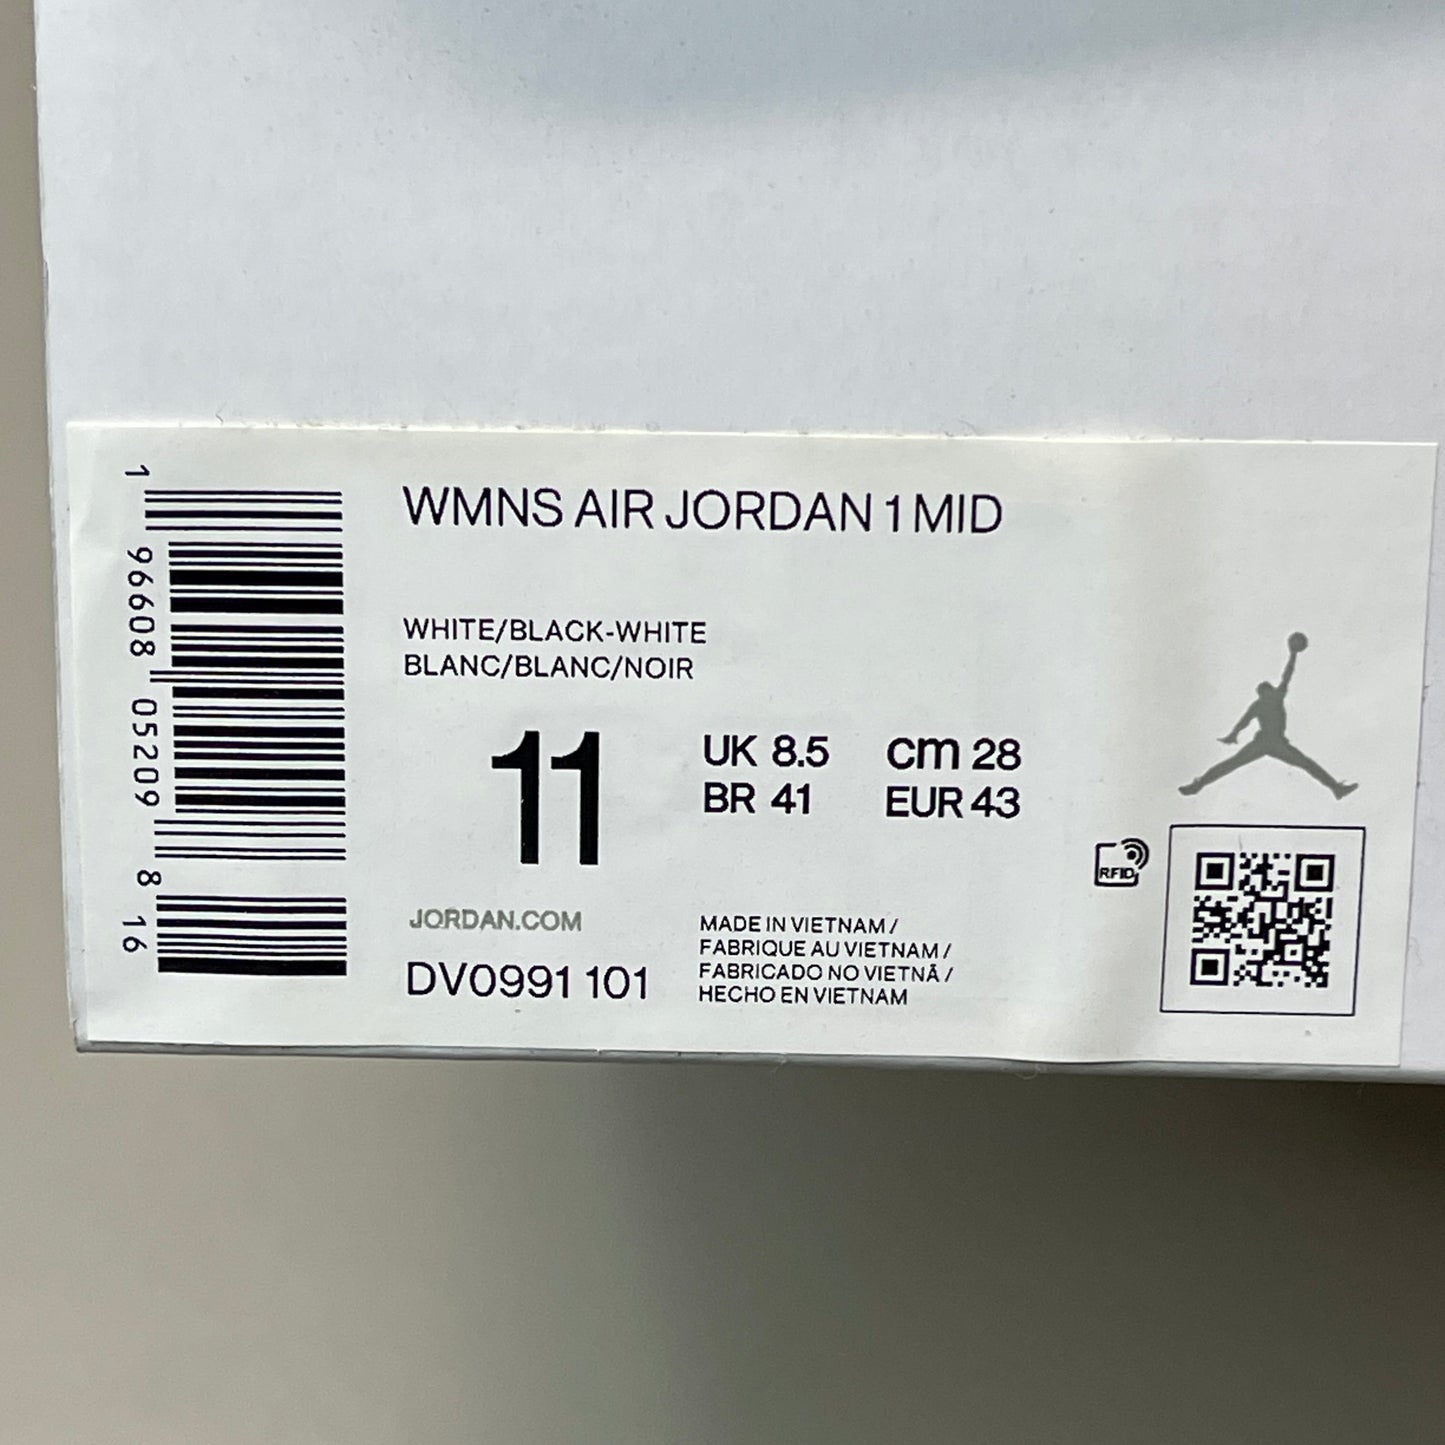 WMNS AIR JORDAN 1 MID
WHITE/BLACK-WHITE
BLANC/BLANC/NOIR
11
UK 8.5 cm 28
BR 41 EUR 43
JORDAN.COM
DV0991 101
MADE IN VIETNAM /
FABRIQUE AU VIETNAM /
FABRICADO NO VIETNÃ /
HECHO EN VIETNAM
RFID
1 96608 05209 8 16